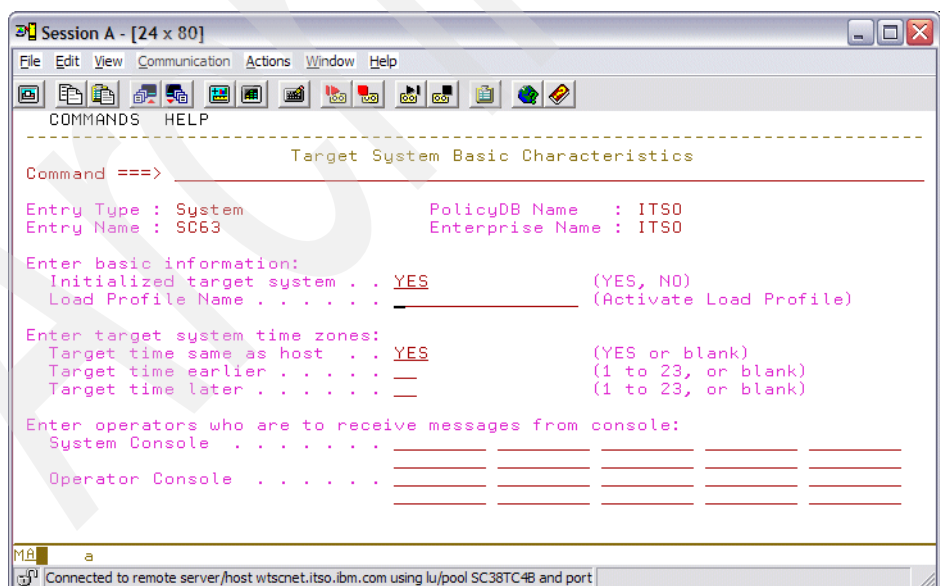 Session A - [24 x 80]
File Edit View Communication Actions Window Help
COMMANDS HELP
Target System Basic Characteristics
Command ===>
Entry Type : System PolicyDB Name : ITSO
Entry Name : SC63 Enterprise Name : ITSO
Enter basic information:
Initialized target system . . YES (YES, NO)
Load Profile Name . . . . . . (Activate Load Profile)
Enter target system time zones:
Target time same as host . . YES (YES or blank)
Target time earlier . . . . . (1 to 23, or blank)
Target time later . . . . . . (1 to 23, or blank)
Enter operators who are to receive messages from console:
System Console . . . . . . .
Operator Console . . . . . .
MA a
Connected to remote server/host wtscnet.itso.ibm.com using lu/pool SC38TC4B and port